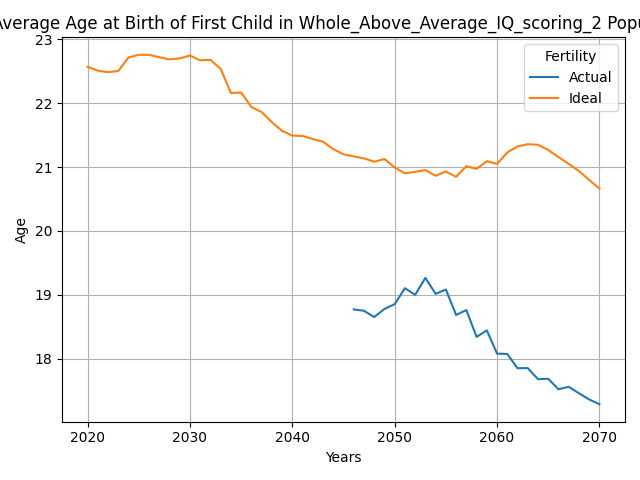 Average Age at Birth of First Child in Whole_Above_Average_IQ_scoring_2 Popu
23
22
21
20
19
18
Age
Fertility
Actual
Ideal
2020 2030 2040 2050 2060 2070
Years